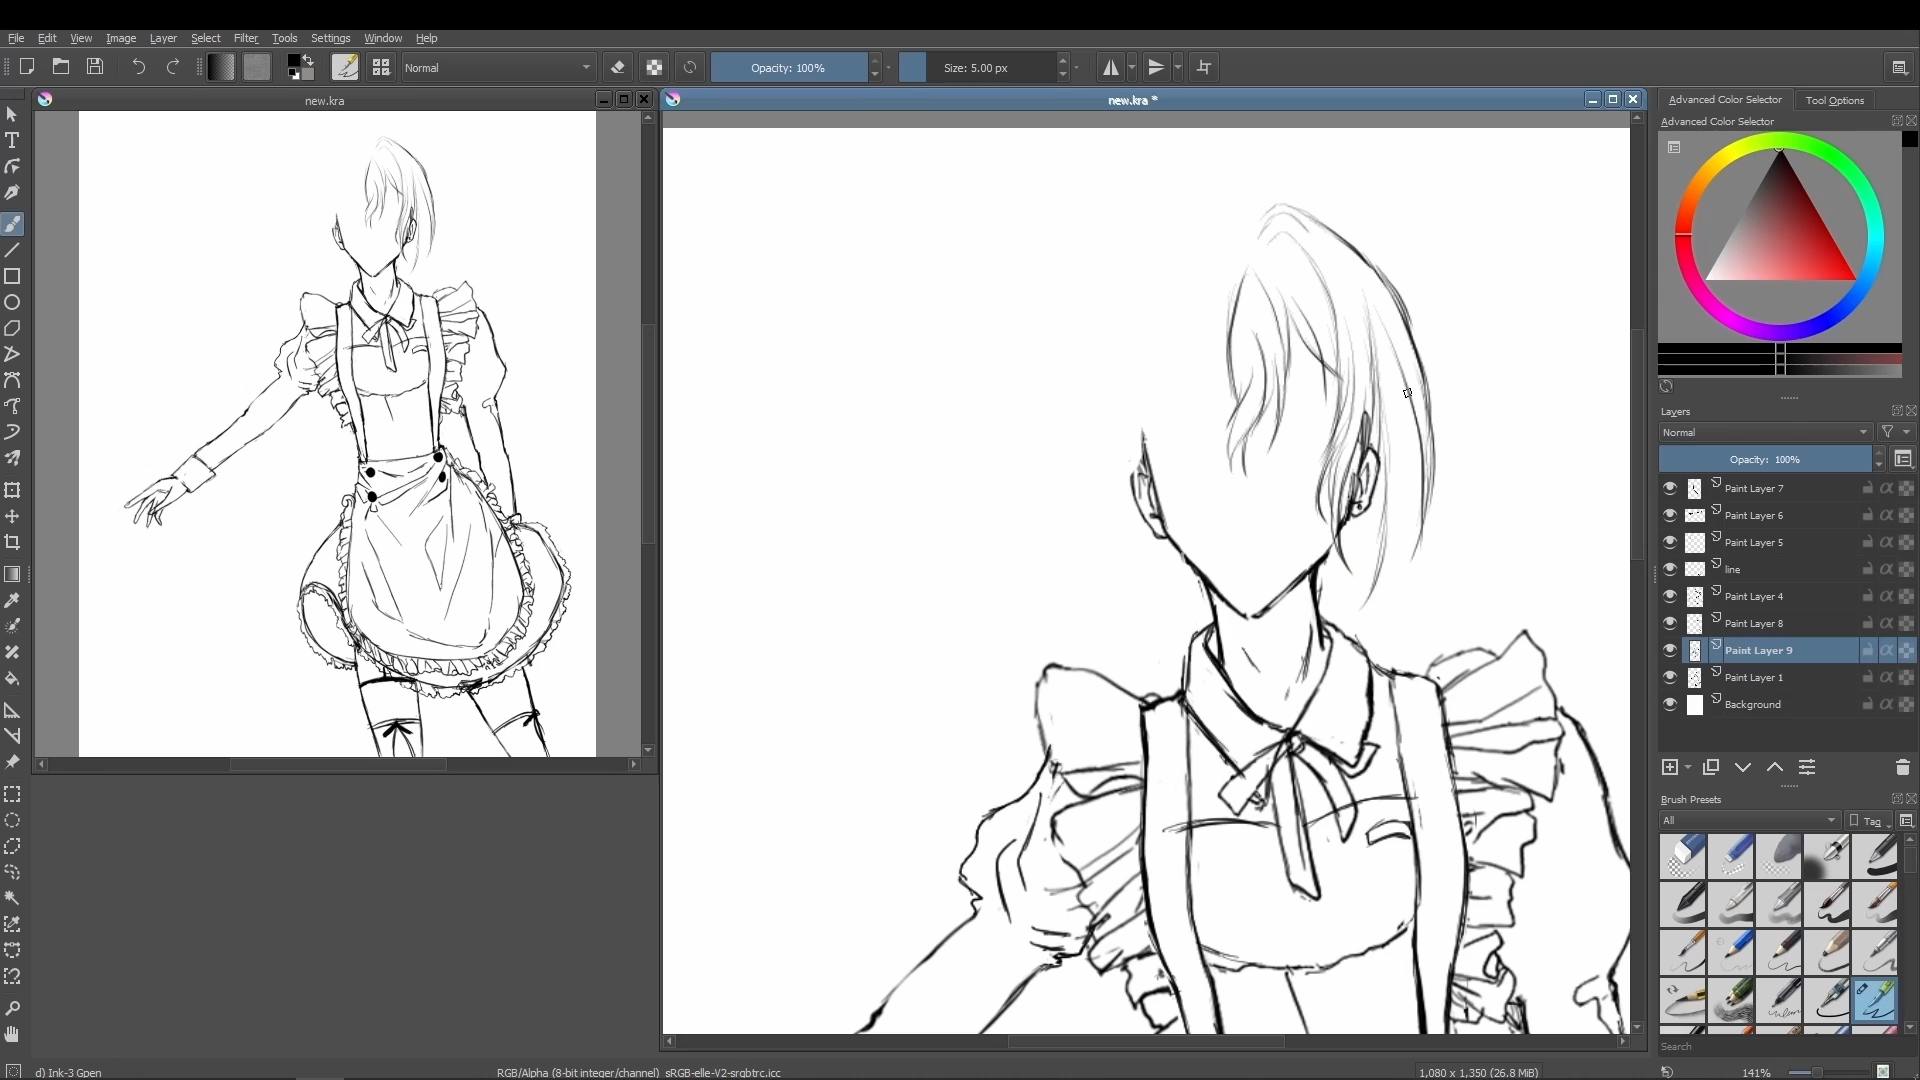 File Edit View Image Layer Select Filter Tools Settings Window Help
Normal Opacity: 100% Size: 5.00 px
new.kra
new.kra *
Advanced Color Selector Tool Options
Advanced Color Selector
Layers
Normal
Opacity: 100%
Paint Layer 7
Paint Layer 6
Paint Layer 5
line
Paint Layer 4
Paint Layer 8
Paint Layer 9
Paint Layer 1
Background
Brush Presets
All Tag
Search
d) Ink-3 Gpen RGB/Alpha (8-bit integer/channel) sRGB-elle-V2-srgbtrc.icc 1,080 x 1,350 (26.8 MiB) 141%